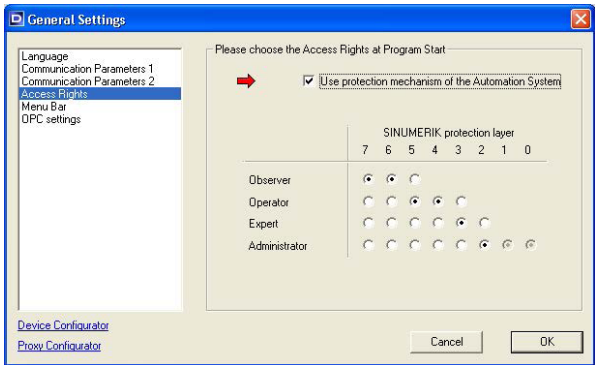 General Settings
Language
Communication Parameters 1
Communication Parameters 2
Access Rights
Menu Bar
OPC settings
Please choose the Access Rights at Program Start
Use protection mechanism of the Automation System
SINUMERIK protection layer
7 6 5 4 3 2 1 0
Observer
Operator
Expert
Administrator
Device Configurator
Proxy Configurator
Cancel
OK